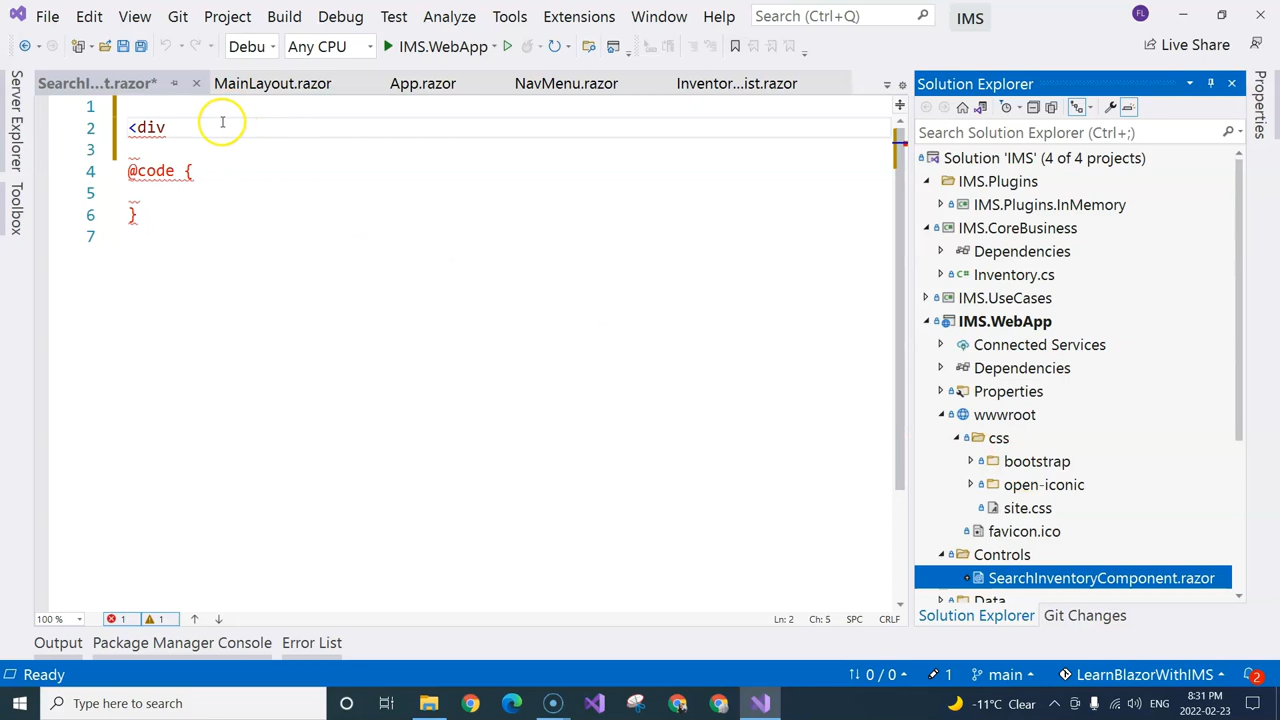 File Edit View Git Project Build Debug Test Analyze Tools Extensions Window Help Search (Ctrl+Q) IMS FL
Debu Any CPU IMS.WebApp Live Share
Server Explorer
Toolbox
SearchI...t.razor* MainLayout.razor App.razor NavMenu.razor Inventor...ist.razor
1
2 <div
3
4 @code {
5
6 }
7
100 % 1 1 Ln: 2 Ch: 5 SPC CRLF
Solution Explorer
Search Solution Explorer (Ctrl+;)
Solution 'IMS' (4 of 4 projects)
IMS.Plugins
IMS.Plugins.InMemory
IMS.CoreBusiness
Dependencies
C# Inventory.cs
IMS.UseCases
IMS.WebApp
Connected Services
Dependencies
Properties
wwwroot
css
bootstrap
open-iconic
site.css
favicon.ico
Controls
SearchInventoryComponent.razor
Data
Solution Explorer Git Changes
Properties
Output Package Manager Console Error List
Ready 0 / 0 1 main LearnBlazorWithIMS 2
Type here to search -11°C Clear ENG 8:31 PM 2022-02-23